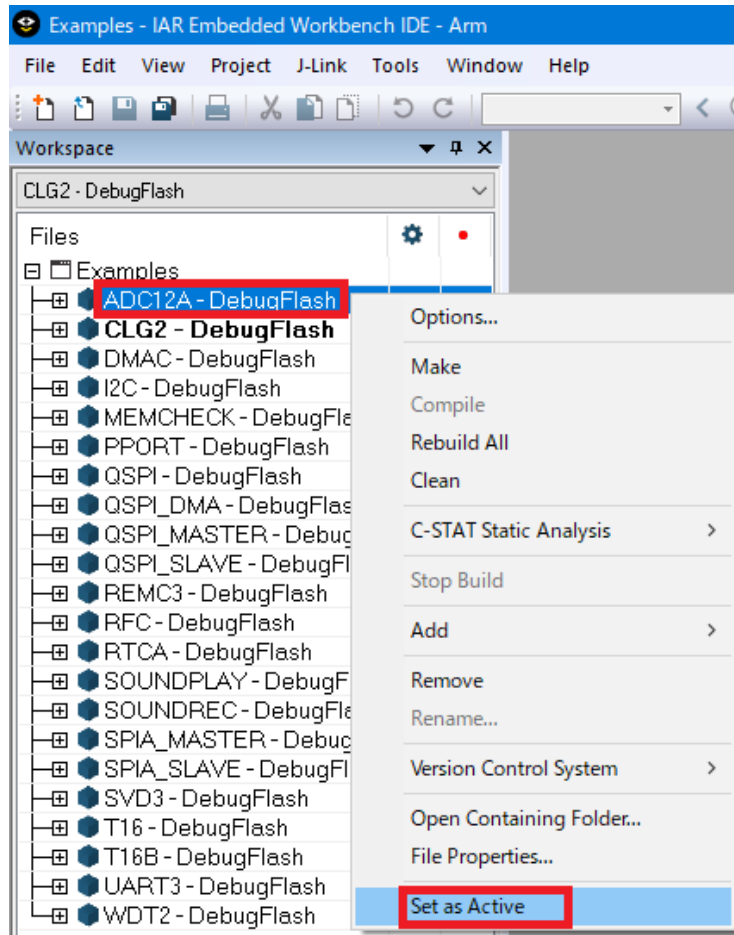 Examples - IAR Embedded Workbench IDE - Arm
File Edit View Project J-Link Tools Window Help
Workspace
CLG2 - DebugFlash
Files
Examples
ADC12A - DebugFlash
CLG2 - DebugFlash
DMAC - DebugFlash
I2C - DebugFlash
MEMCHECK - DebugFla
PPORT - DebugFlash
QSPI - DebugFlash
QSPI_DMA - DebugFlas
QSPI_MASTER - Debug
QSPI_SLAVE - DebugFl
REMC3 - DebugFlash
RFC - DebugFlash
RTCA - DebugFlash
SOUNDPLAY - DebugF
SOUNDREC - DebugFla
SPIA_MASTER - Debug
SPIA_SLAVE - DebugFl
SVD3 - DebugFlash
T16 - DebugFlash
T16B - DebugFlash
UART3 - DebugFlash
WDT2 - DebugFlash
Options...
Make
Compile
Rebuild All
Clean
C-STAT Static Analysis
Stop Build
Add
Remove
Rename...
Version Control System
Open Containing Folder...
File Properties...
Set as Active